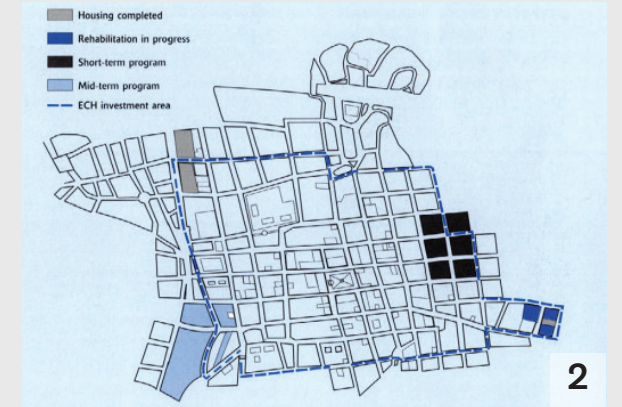 Housing completed
Rehabilitation in progress
Short-term program
Mid-term program
ECH investment area
2